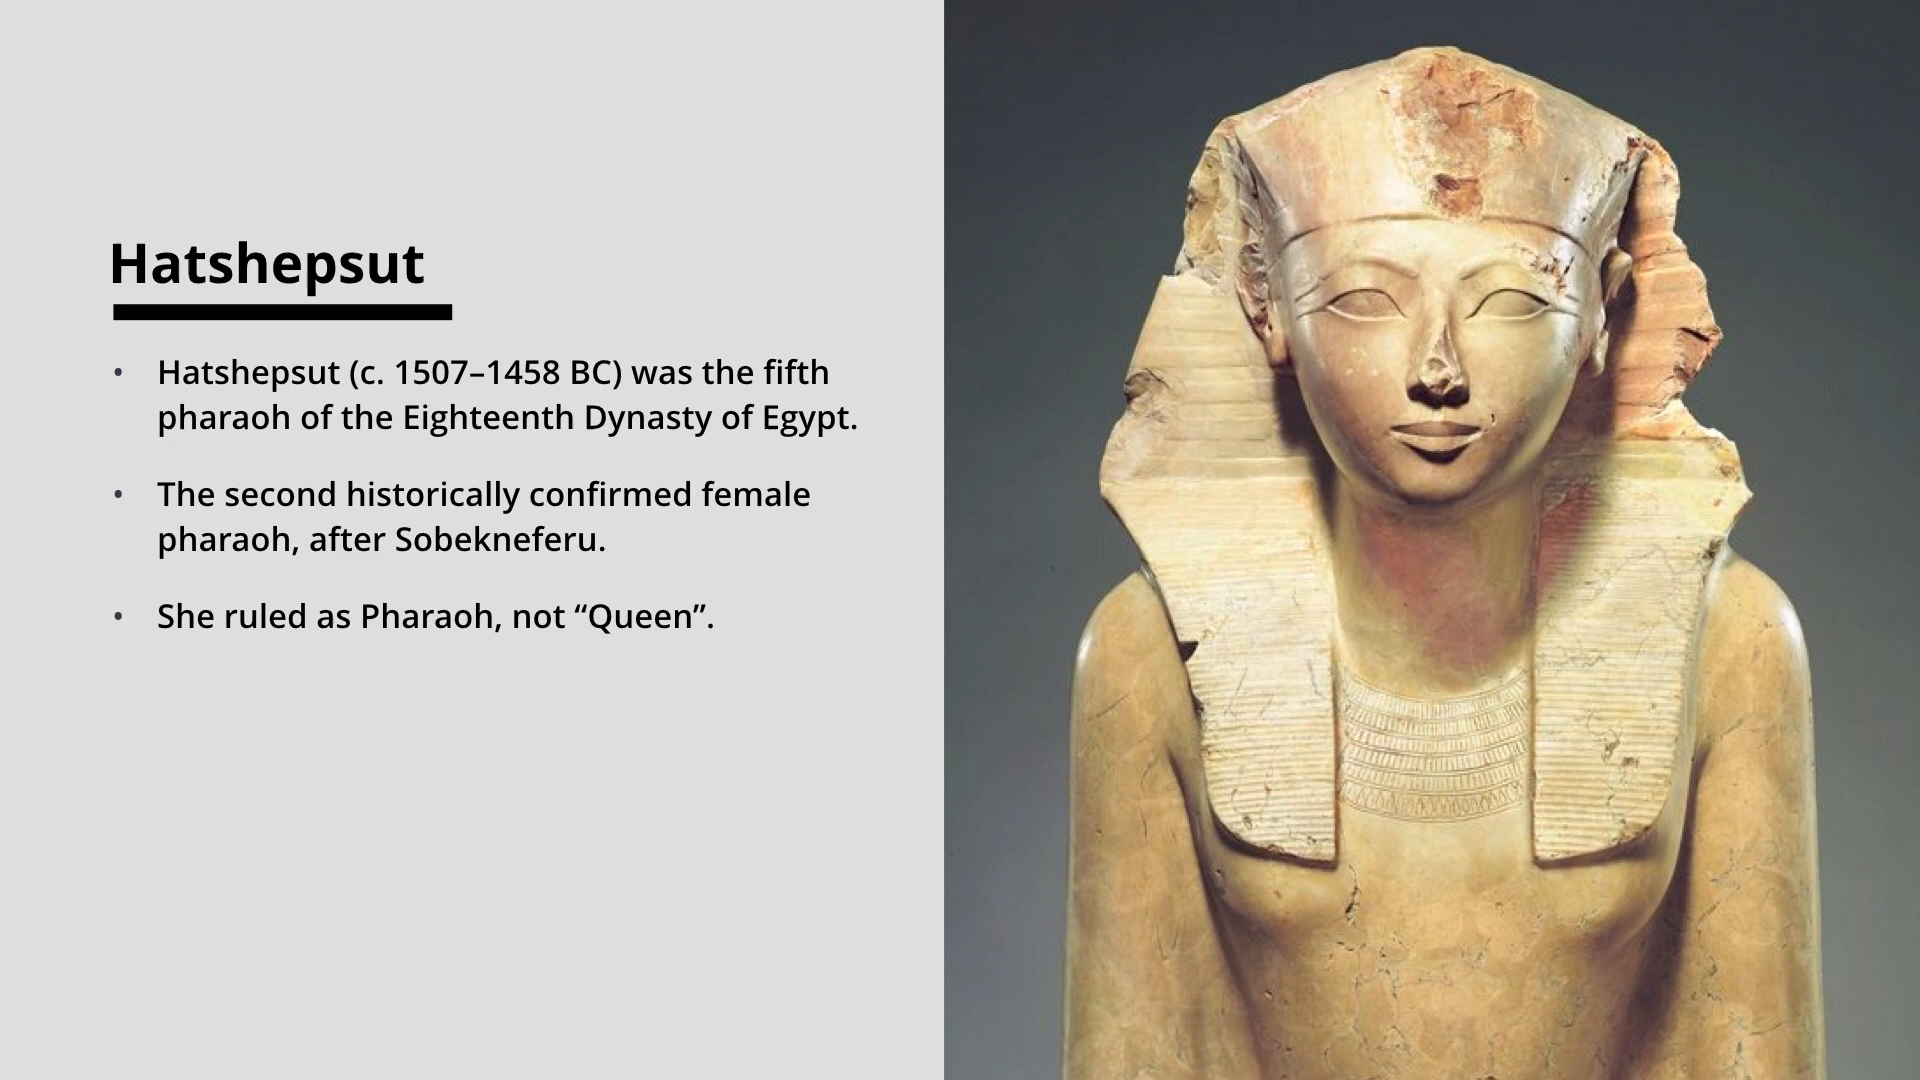 Hatshepsut
• Hatshepsut (c. 1507–1458 BC) was the fifth
pharaoh of the Eighteenth Dynasty of Egypt.
• The second historically confirmed female
pharaoh, after Sobekneferu.
• She ruled as Pharaoh, not “Queen”.